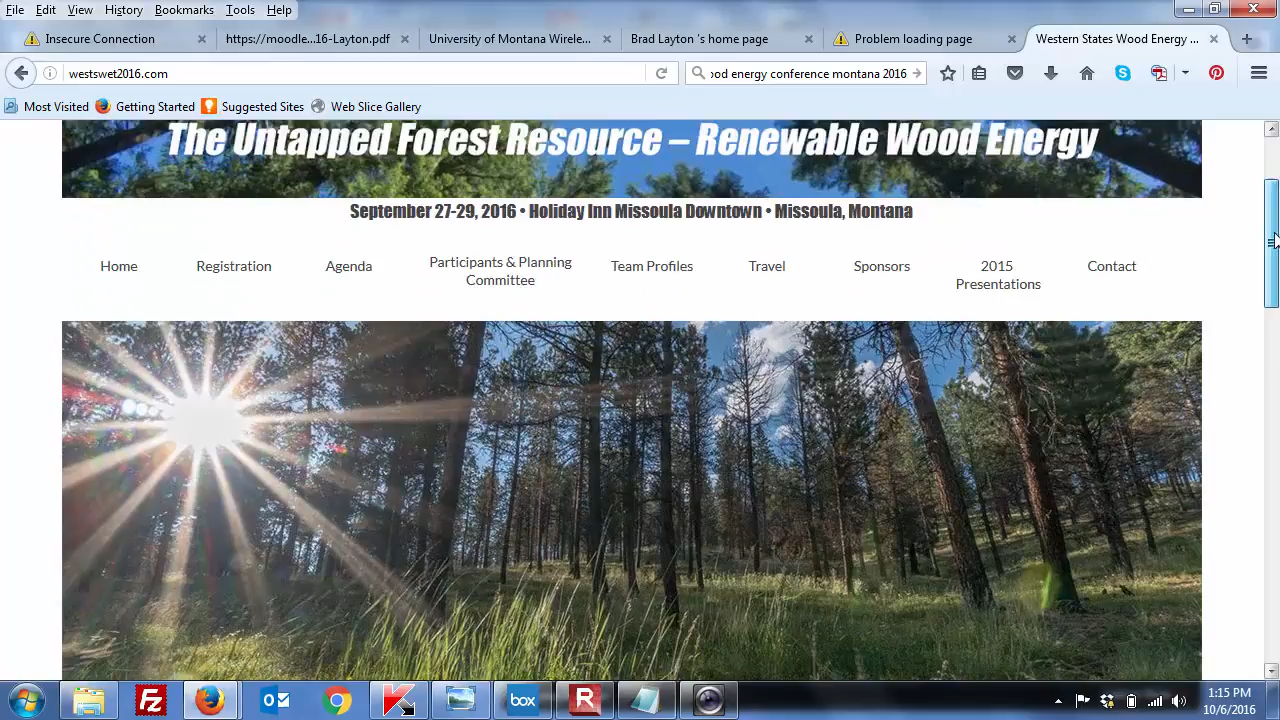 File Edit View History Bookmarks Tools Help
Insecure Connection https://moodle...16-Layton.pdf University of Montana Wirele... Brad Layton 's home page Problem loading page Western States Wood Energy ...
westswet2016.com ood energy conference montana 2016
Most Visited Getting Started Suggested Sites Web Slice Gallery
The Untapped Forest Resource – Renewable Wood Energy
September 27-29, 2016 • Holiday Inn Missoula Downtown • Missoula, Montana
Home Registration Agenda Participants & Planning Committee Team Profiles Travel Sponsors 2015 Presentations Contact
box R
1:15 PM
10/6/2016